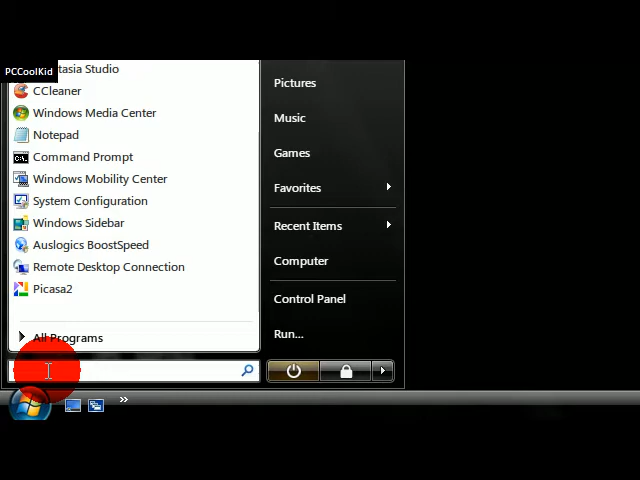 PCCoolKid
tasia Studio
CCleaner
Windows Media Center
Notepad
Command Prompt
Windows Mobility Center
System Configuration
Windows Sidebar
Auslogics BoostSpeed
Remote Desktop Connection
Picasa2
All Programs
Pictures
Music
Games
Favorites
Recent Items
Computer
Control Panel
Run...